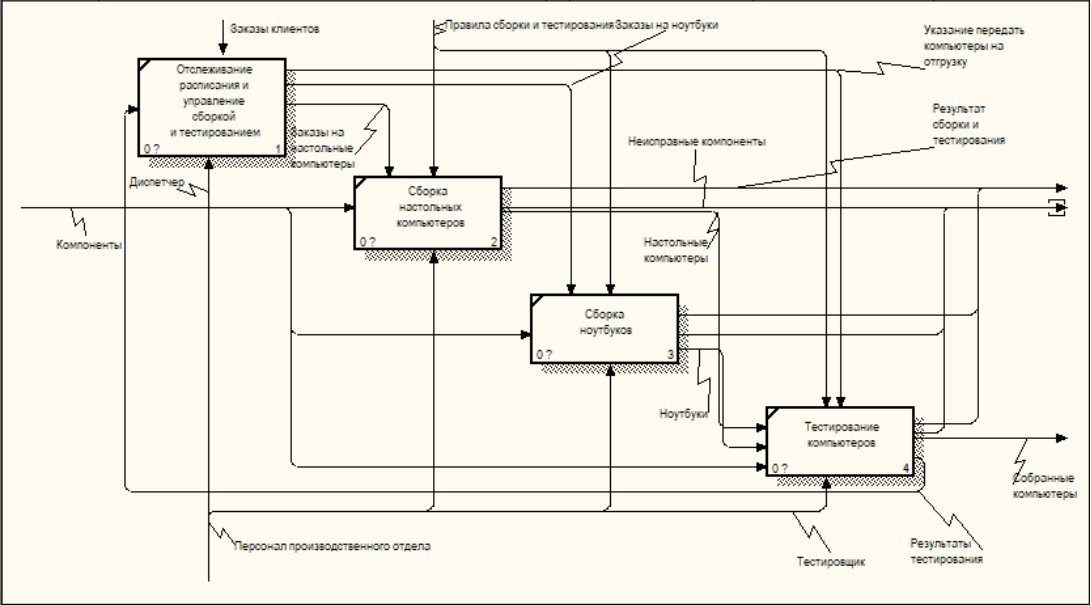 Заказы клиентов
Правила сборки и тестирования
Заказы на ноутбуки
Указание передать
компьютеры на
отгрузку
Отслеживание
расписания и
управление
сборкой
и тестированием
0 ?
1
Заказы на
настольные
компьютеры
Результат
сборки и
тестирования
Неисправные компоненты
Диспетчер
Сборка
настольных
компьютеров
0 ?
2
Компоненты
Настольные
компьютеры
Сборка
ноутбуков
0 ?
3
Ноутбуки
Тестирование
компьютеров
0 ?
4
Собранные
компьютеры
Персонал производственного отдела
Тестировщик
Результаты
тестирования